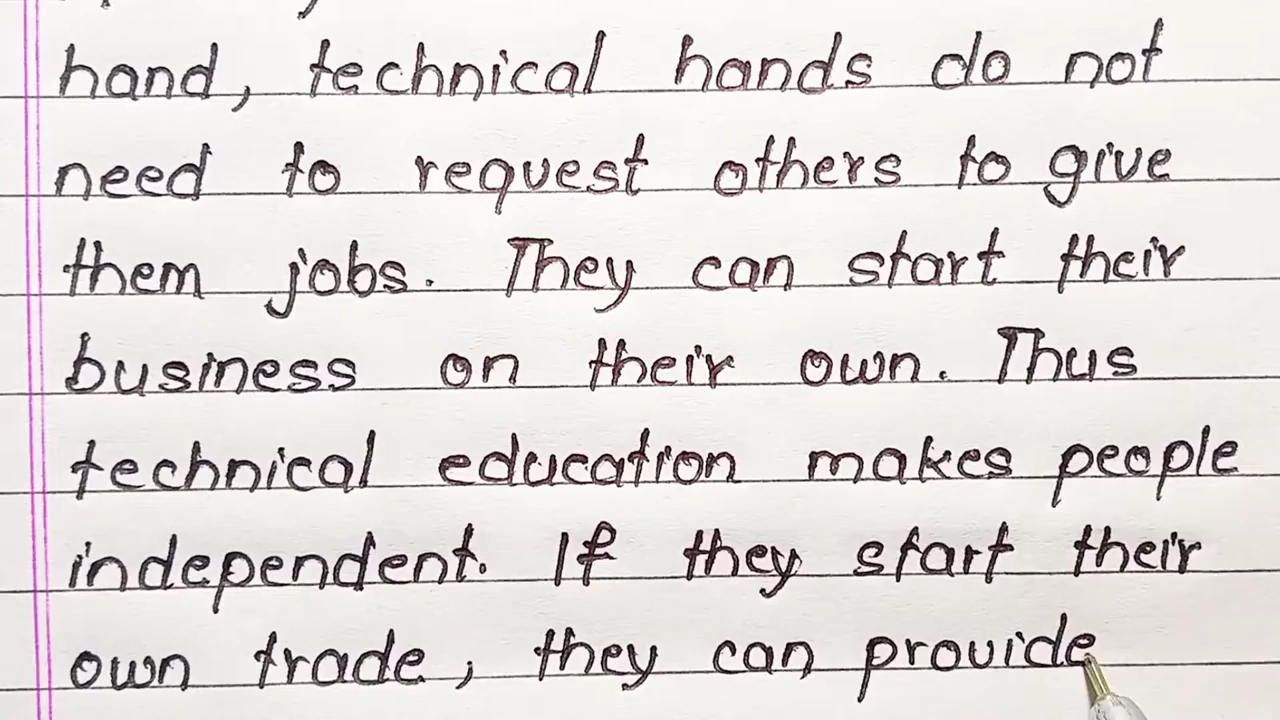 hand, technical hands do not
need to request others to give
them jobs. They can start their
business on their own. Thus
technical education makes people
independent. If they start their
own trade, they can provide